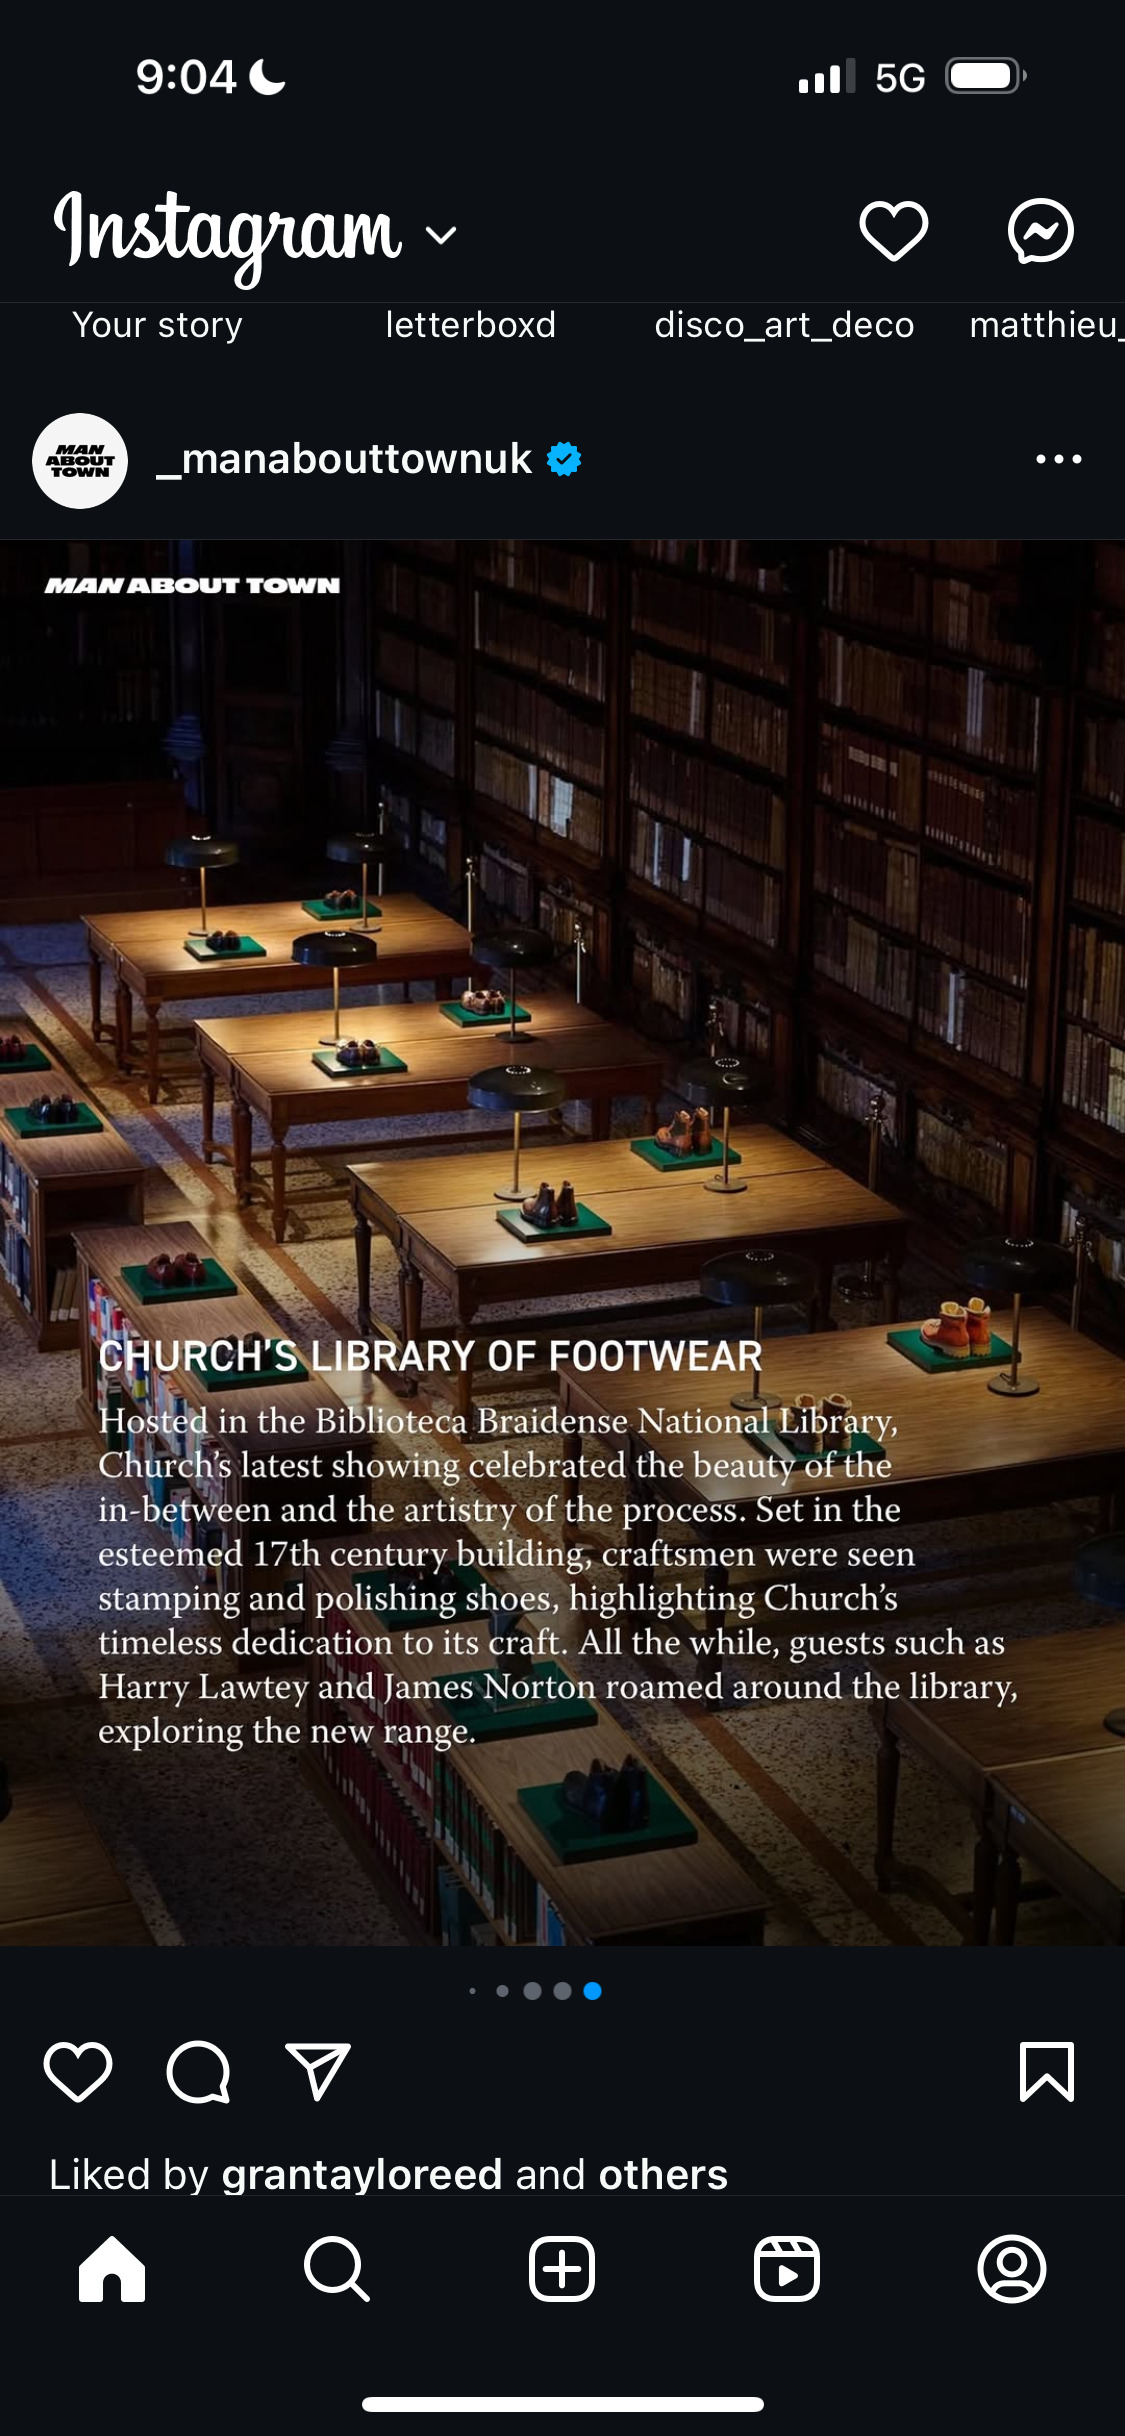 9:04
5G
Instagram
Your story
letterboxd
disco_art_deco
matthieu_
MAN
ABOUT
TOWN
_manabouttownuk
MAN ABOUT TOWN
CHURCH'S LIBRARY OF FOOTWEAR
Hosted in the Biblioteca Braidense National Library,
Church's latest showing celebrated the beauty of the
in-between and the artistry of the process. Set in the
esteemed 17th century building, craftsmen were seen
stamping and polishing shoes, highlighting Church's
timeless dedication to its craft. All the while, guests such as
Harry Lawtey and James Norton roamed around the library,
exploring the new range.
Liked by grantayloreed and others